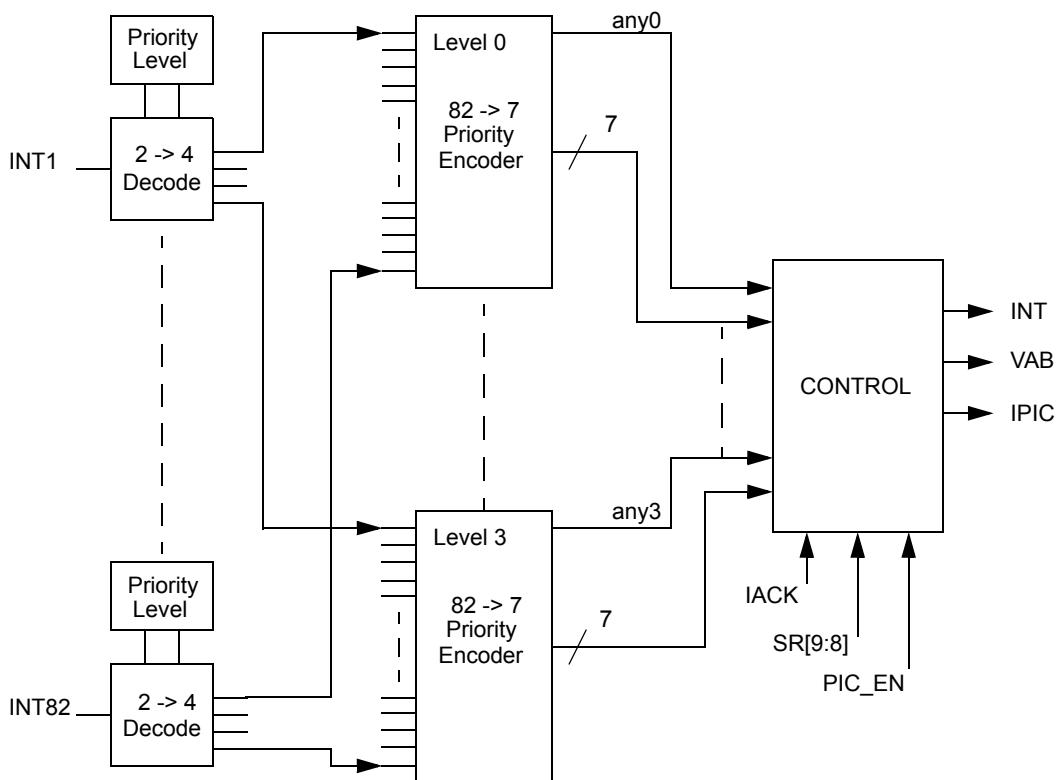 Priority
Level
INT1
2 -> 4
Decode
Level 0
82 -> 7
Priority
Encoder
any0
7
CONTROL
INT
VAB
IPIC
IACK
SR[9:8]
PIC_EN
Priority
Level
INT82
2 -> 4
Decode
Level 3
82 -> 7
Priority
Encoder
any3
7